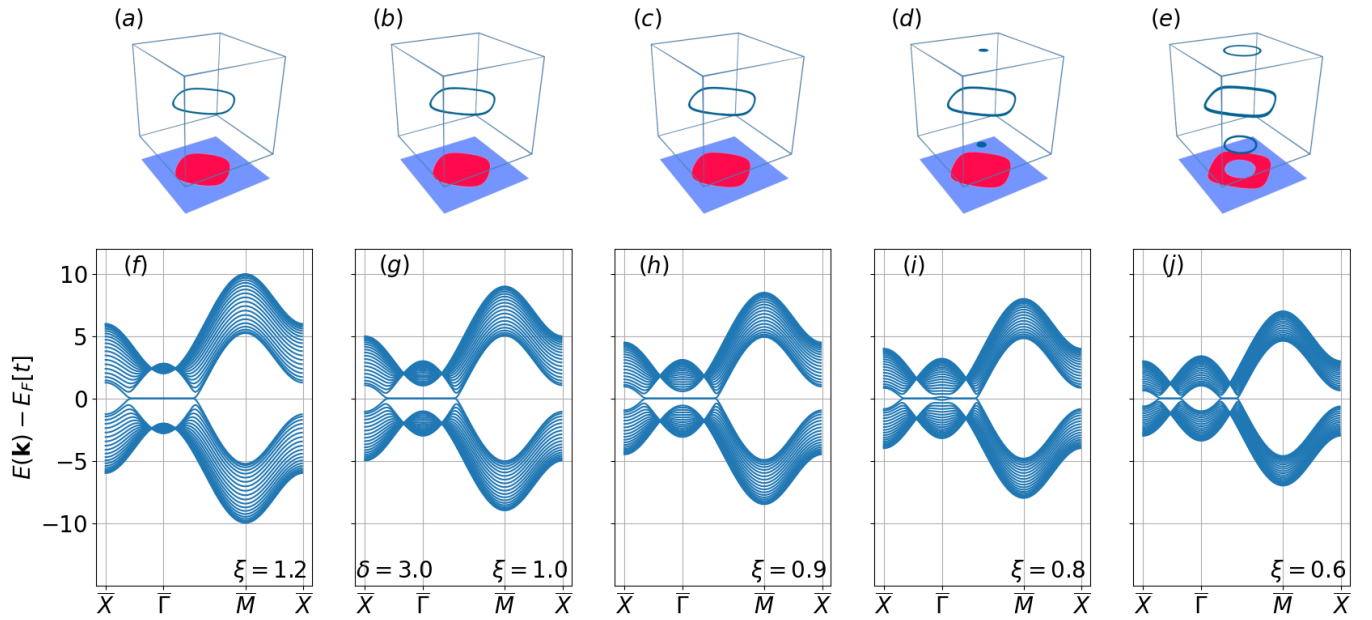 (a) (b) (c) (d) (e)
(f) (g) (h) (i) (j)
E(k) − E_F[t]
10
5
0
−5
−10
ξ = 1.2 δ = 3.0 ξ = 1.0 ξ = 0.9 ξ = 0.8 ξ = 0.6
X̅ Γ̅ M̅ X̅ X̅ Γ̅ M̅ X̅ X̅ Γ̅ M̅ X̅ X̅ Γ̅ M̅ X̅ X̅ Γ̅ M̅ X̅